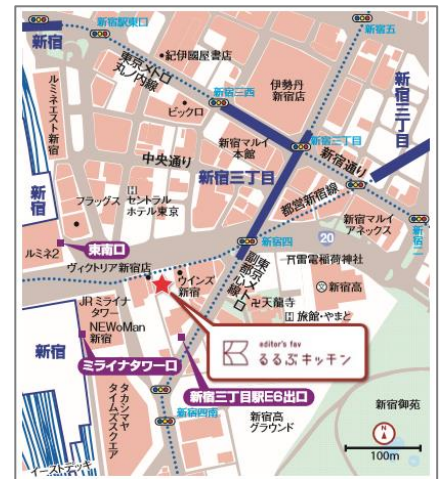 新宿駅東口
新宿五
新宿
紀伊國屋書店
東京メトロ
丸ノ内線
伊勢丹
新宿店
新宿三丁目
ルミネエスト新宿
ビックロ
新宿三西
新宿三丁目
新宿マルイ
本館
中央通り
新宿通り
新宿三丁目
都営新宿線
フラッグス
H
セントラル
ホテル東京
新宿
新宿マルイ
アネックス
東南口
ルミネ2
新宿四
20
新宿二
ヴィクトリア新宿店
ウインズ
新宿
東京メトロ
副都心線
雷電稲荷神社
新宿高
天龍寺
JRミライナ
タワー
NEWoMan
新宿
H 旅館・やまと
editor's fav
るるぶキッチン
新宿
ミライナタワー口
新宿三丁目駅E6出口
タカシマヤ
タイムズスクエア
新宿四南
新宿高
グラウンド
新宿御苑
N
100m
イーストデッキ